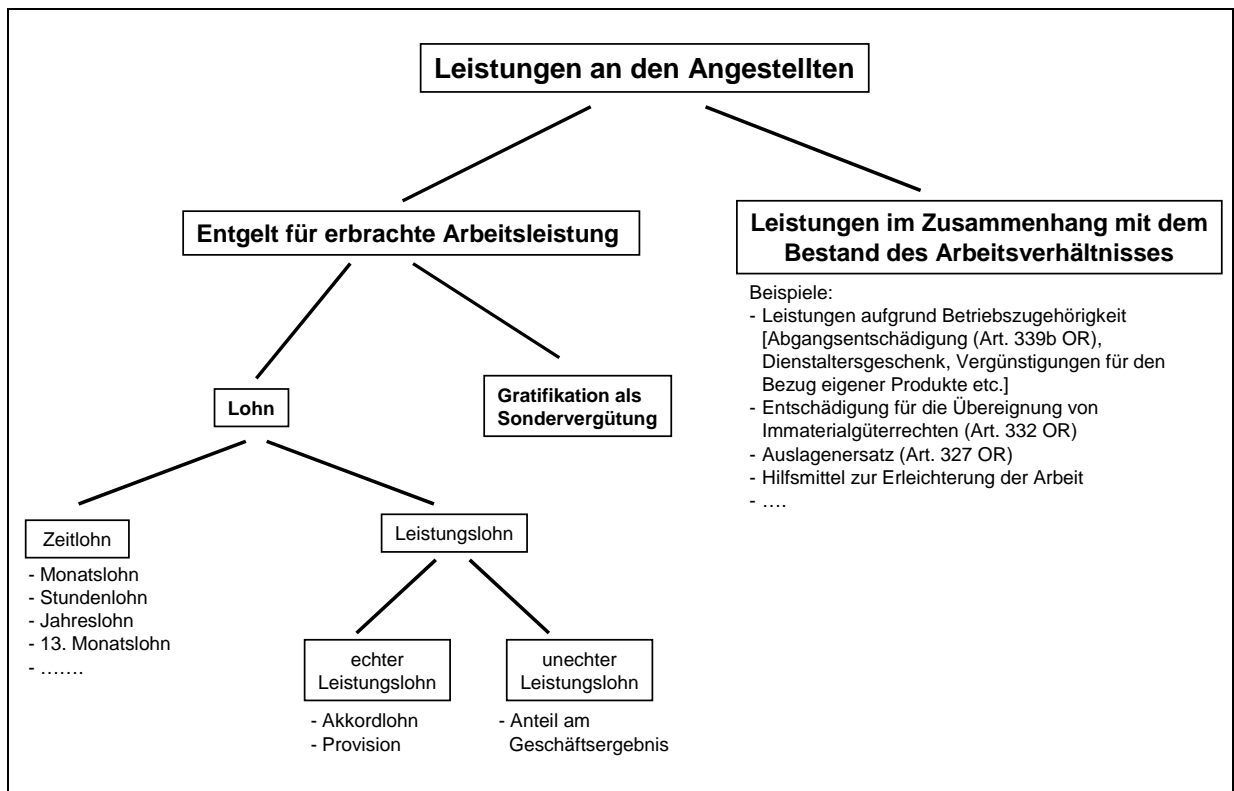 Leistungen an den Angestellten
Entgelt für erbrachte Arbeitsleistung
Leistungen im Zusammenhang mit dem
Bestand des Arbeitsverhältnisses
Beispiele:
- Leistungen aufgrund Betriebszugehörigkeit
[Abgangsentschädigung (Art. 339b OR),
Dienstaltersgeschenk, Vergünstigungen für den
Bezug eigener Produkte etc.]
- Entschädigung für die Übereignung von
Immaterialgüterrechten (Art. 332 OR)
- Auslagenersatz (Art. 327 OR)
- Hilfsmittel zur Erleichterung der Arbeit
- ….
Lohn
Gratifikation als
Sondervergütung
Zeitlohn
- Monatslohn
- Stundenlohn
- Jahreslohn
- 13. Monatslohn
- …….
Leistungslohn
echter
Leistungslohn
- Akkordlohn
- Provision
unechter
Leistungslohn
- Anteil am
Geschäftsergebnis